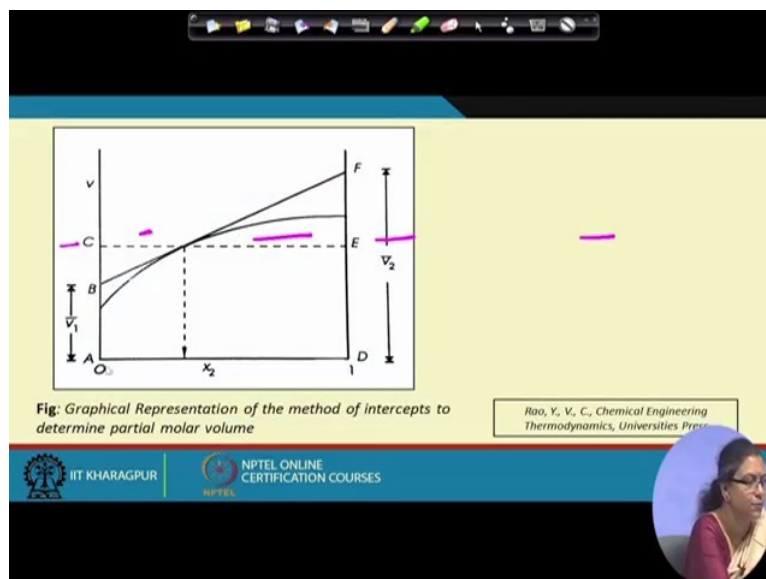 V
F
C
E
V̅2
B
V̅1
A
D
O
X2
1
Fig: Graphical Representation of the method of intercepts to
determine partial molar volume
Rao, Y., V., C., Chemical Engineering
Thermodynamics, Universities Press
IIT KHARAGPUR
NPTEL
NPTEL ONLINE
CERTIFICATION COURSES